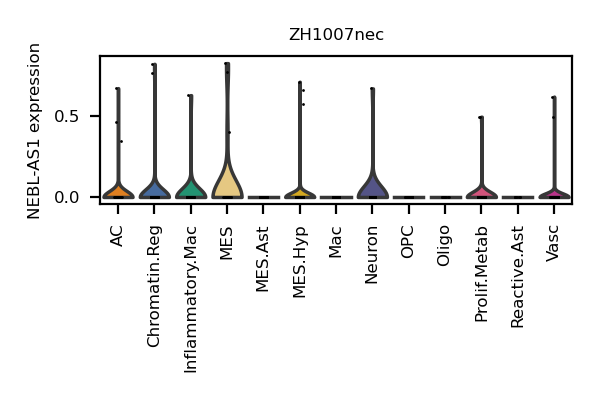 ZH1007nec
NEBL-AS1 expression
0.5
0.0
AC
Chromatin.Reg
Inflammatory.Mac
MES
MES.Ast
MES.Hyp
Mac
Neuron
OPC
Oligo
Prolif.Metab
Reactive.Ast
Vasc